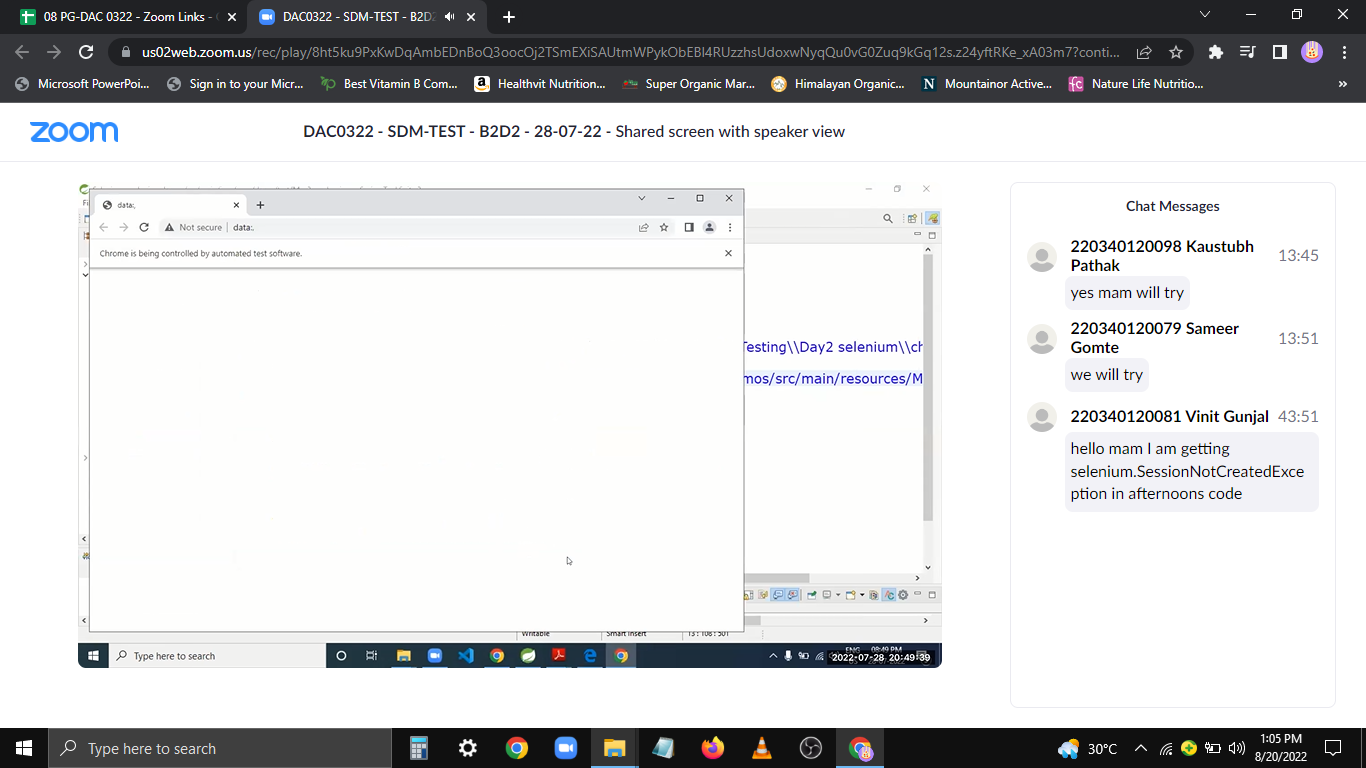 08 PG-DAC 0322 - Zoom Links -
DAC0322 - SDM-TEST - B2D2
us02web.zoom.us/rec/play/8ht5ku9PxKwDqAmbEDnBoQ3oocOj2TSmEXiSAUtmWPykObEBI4RUzzhsUdoxwNyqQu0vG0Zuq9kGq12s.z24yftRKe_xA03m7?conti...
Microsoft PowerPoi...
Sign in to your Micr...
Best Vitamin B Com...
Healthvit Nutrition...
Super Organic Mar...
Himalayan Organic...
N Mountainor Active...
fc Nature Life Nutritio...
zoom
DAC0322 - SDM-TEST - B2D2 - 28-07-22 - Shared screen with speaker view
data:,
Not secure | data:,
Chrome is being controlled by automated test software.
Testing\\Day2 selenium\\ch
mos/src/main/resources/M
Writable
Smart Insert
13 : 108 : 501
Type here to search
ENG
08:49 PM
2022-07-28 20:49:39
Chat Messages
220340120098 Kaustubh Pathak 13:45
yes mam will try
220340120079 Sameer Gomte 13:51
we will try
220340120081 Vinit Gunjal 43:51
hello mam I am getting
selenium.SessionNotCreatedExce
ption in afternoons code
Type here to search
30°C
1:05 PM
8/20/2022